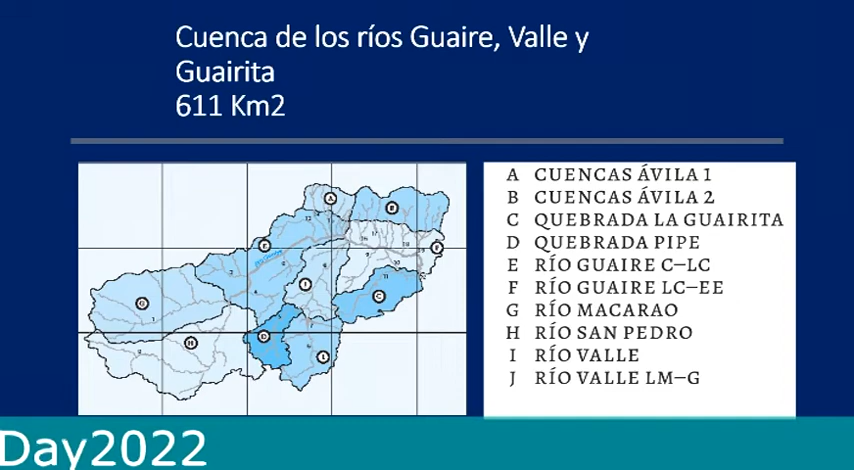 Cuenca de los ríos Guaire, Valle y
Guairita
611 Km2
A CUENCAS ÁVILA 1
B CUENCAS ÁVILA 2
C QUEBRADA LA GUAIRITA
D QUEBRADA PIPE
E RÍO GUAIRE C–LC
F RÍO GUAIRE LC–EE
G RÍO MACARAO
H RÍO SAN PEDRO
I RÍO VALLE
J RÍO VALLE LM–G
Day2022